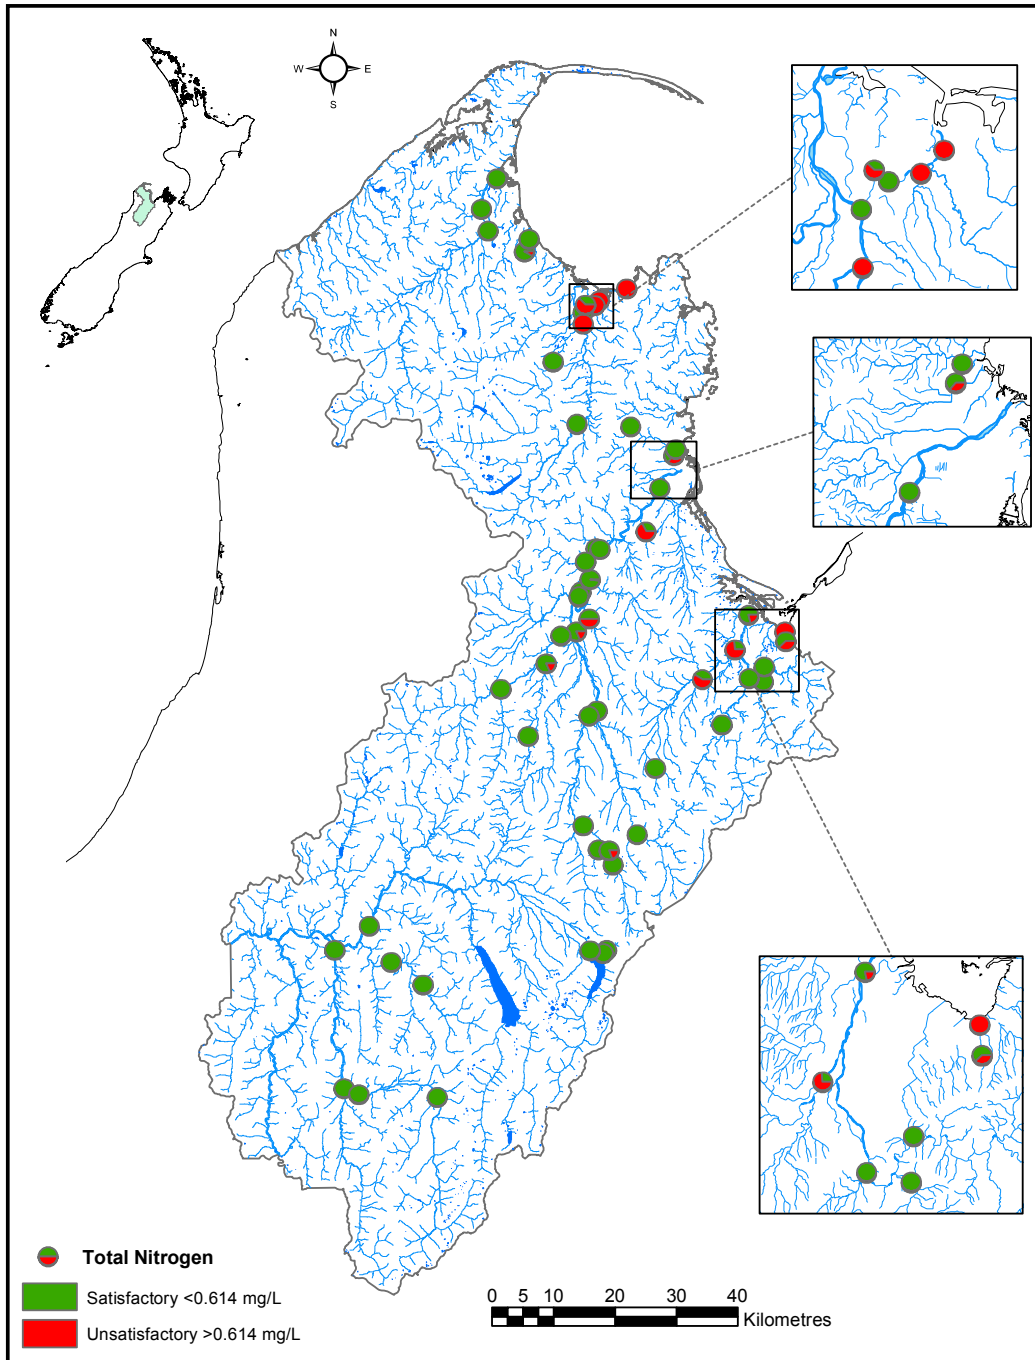 N
W E
S
Total Nitrogen
Satisfactory <0.614 mg/L
Unsatisfactory >0.614 mg/L
0 5 10 20 30 40
Kilometres